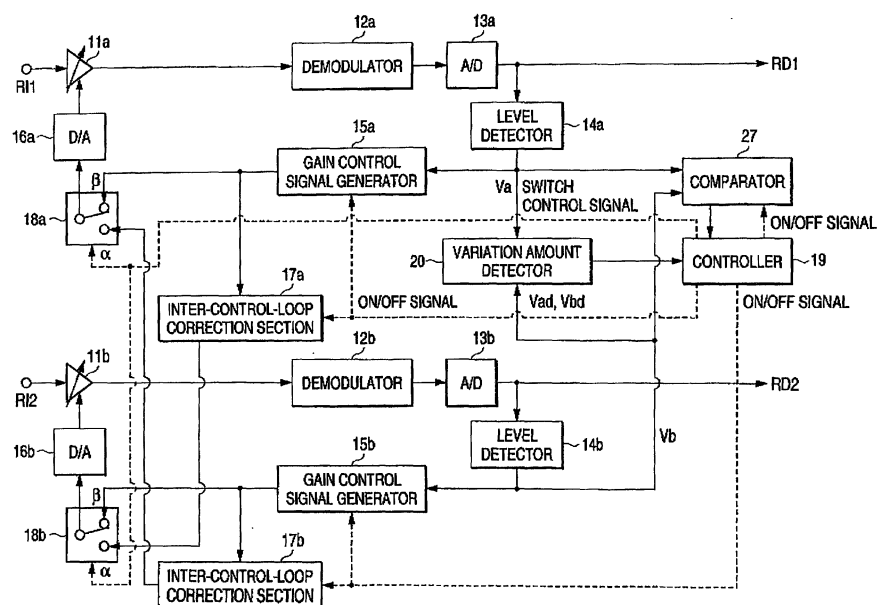 12a
13a
11a
DEMODULATOR
A/D
RD1
RI1
LEVEL
DETECTOR
14a
16a
D/A
15a
27
GAIN CONTROL
SIGNAL GENERATOR
β
Va
SWITCH
CONTROL SIGNAL
COMPARATOR
18a
ON/OFF SIGNAL
α
20
VARIATION AMOUNT
DETECTOR
CONTROLLER
19
17a
INTER-CONTROL-LOOP
CORRECTION SECTION
ON/OFF SIGNAL
Vad, Vbd
ON/OFF SIGNAL
12b
13b
11b
DEMODULATOR
A/D
RD2
RI2
LEVEL
DETECTOR
14b
Vb
16b
D/A
15b
GAIN CONTROL
SIGNAL GENERATOR
β
18b
17b
α
INTER-CONTROL-LOOP
CORRECTION SECTION